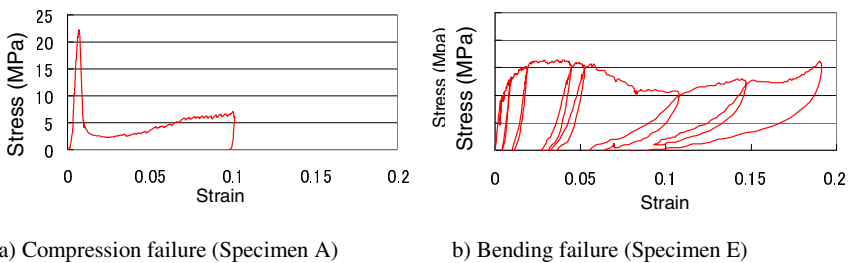 25
20
15
10
5
0
Stress (MPa)
0 0.05 0.1 0.15 0.2
Strain
a) Compression failure (Specimen A)
Stress (Mpa)
Stress (MPa)
0 0.05 0.1 0.15 0.2
Strain
b) Bending failure (Specimen E)